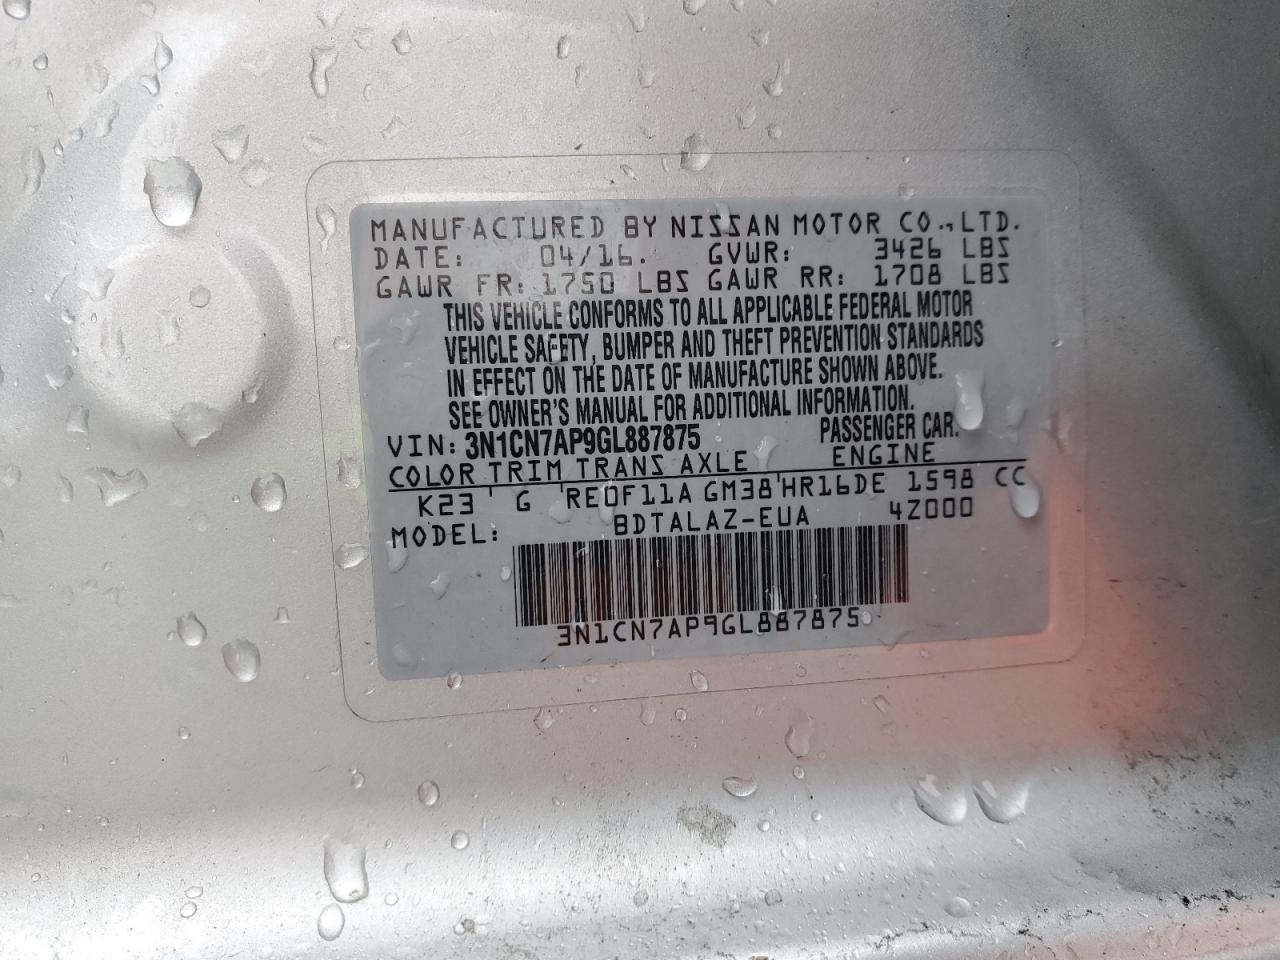 MANUFACTURED BY NISSAN MOTOR CO.,LTD.
DATE: 04/16. GVWR: 3426 LBS
GAWR FR: 1750 LBS GAWR RR: 1708 LBS
THIS VEHICLE CONFORMS TO ALL APPLICABLE FEDERAL MOTOR
VEHICLE SAFETY, BUMPER AND THEFT PREVENTION STANDARDS
IN EFFECT ON THE DATE OF MANUFACTURE SHOWN ABOVE.
SEE OWNER'S MANUAL FOR ADDITIONAL INFORMATION.
VIN: 3N1CN7AP9GL887875 PASSENGER CAR.
COLOR TRIM TRANS AXLE ENGINE
K23 G RE0F11A GM38 HR16DE 1598 CC
MODEL: BDTALAZ-EUA 4Z000
3N1CN7AP9GL887875